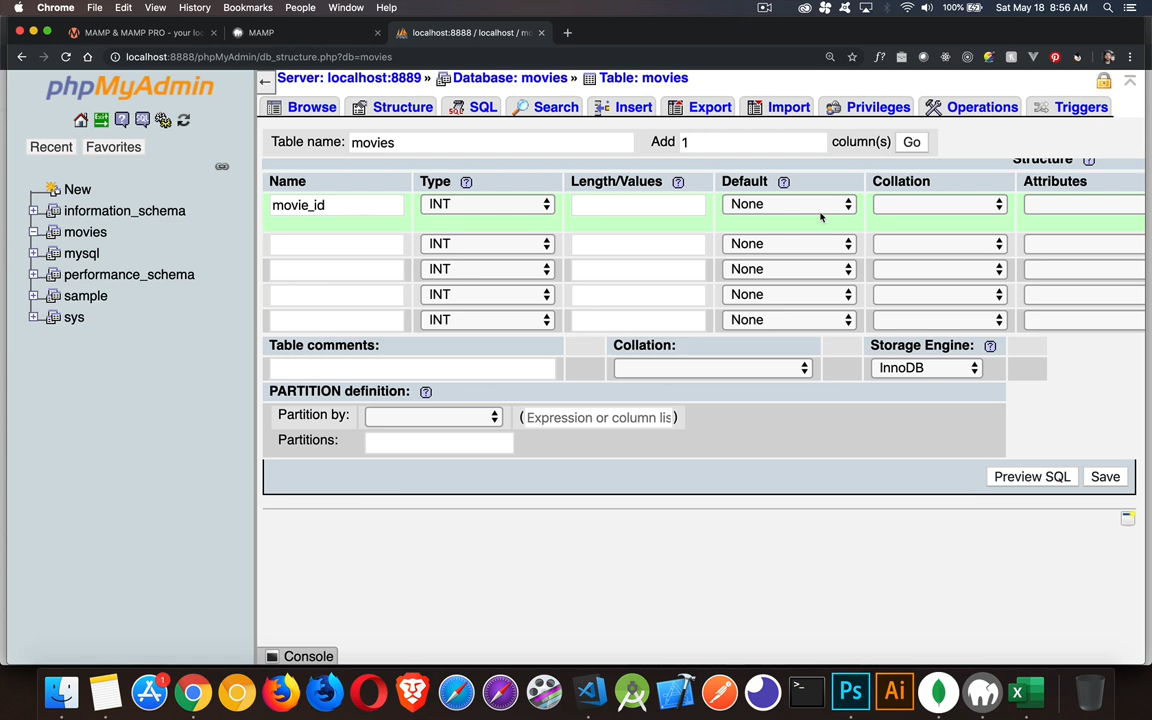 Chrome File Edit View History Bookmarks People Window Help 100% Sat May 18 8:56 AM
MAMP & MAMP PRO - your lo MAMP localhost:8888 / localhost / mo
localhost:8888/phpMyAdmin/db_structure.php?db=movies
phpMyAdmin
Recent Favorites
New
information_schema
movies
mysql
performance_schema
sample
sys
Server: localhost:8889 » Database: movies » Table: movies
Browse Structure SQL Search Insert Export Import Privileges Operations Triggers
Table name: movies Add 1 column(s) Go
Structure
Name Type Length/Values Default Collation Attributes
movie_id INT None
INT None
INT None
INT None
INT None
Table comments: Collation: Storage Engine:
InnoDB
PARTITION definition:
Partition by: (Expression or column lis)
Partitions:
Preview SQL Save
Console
1 >_ Ps Ai X